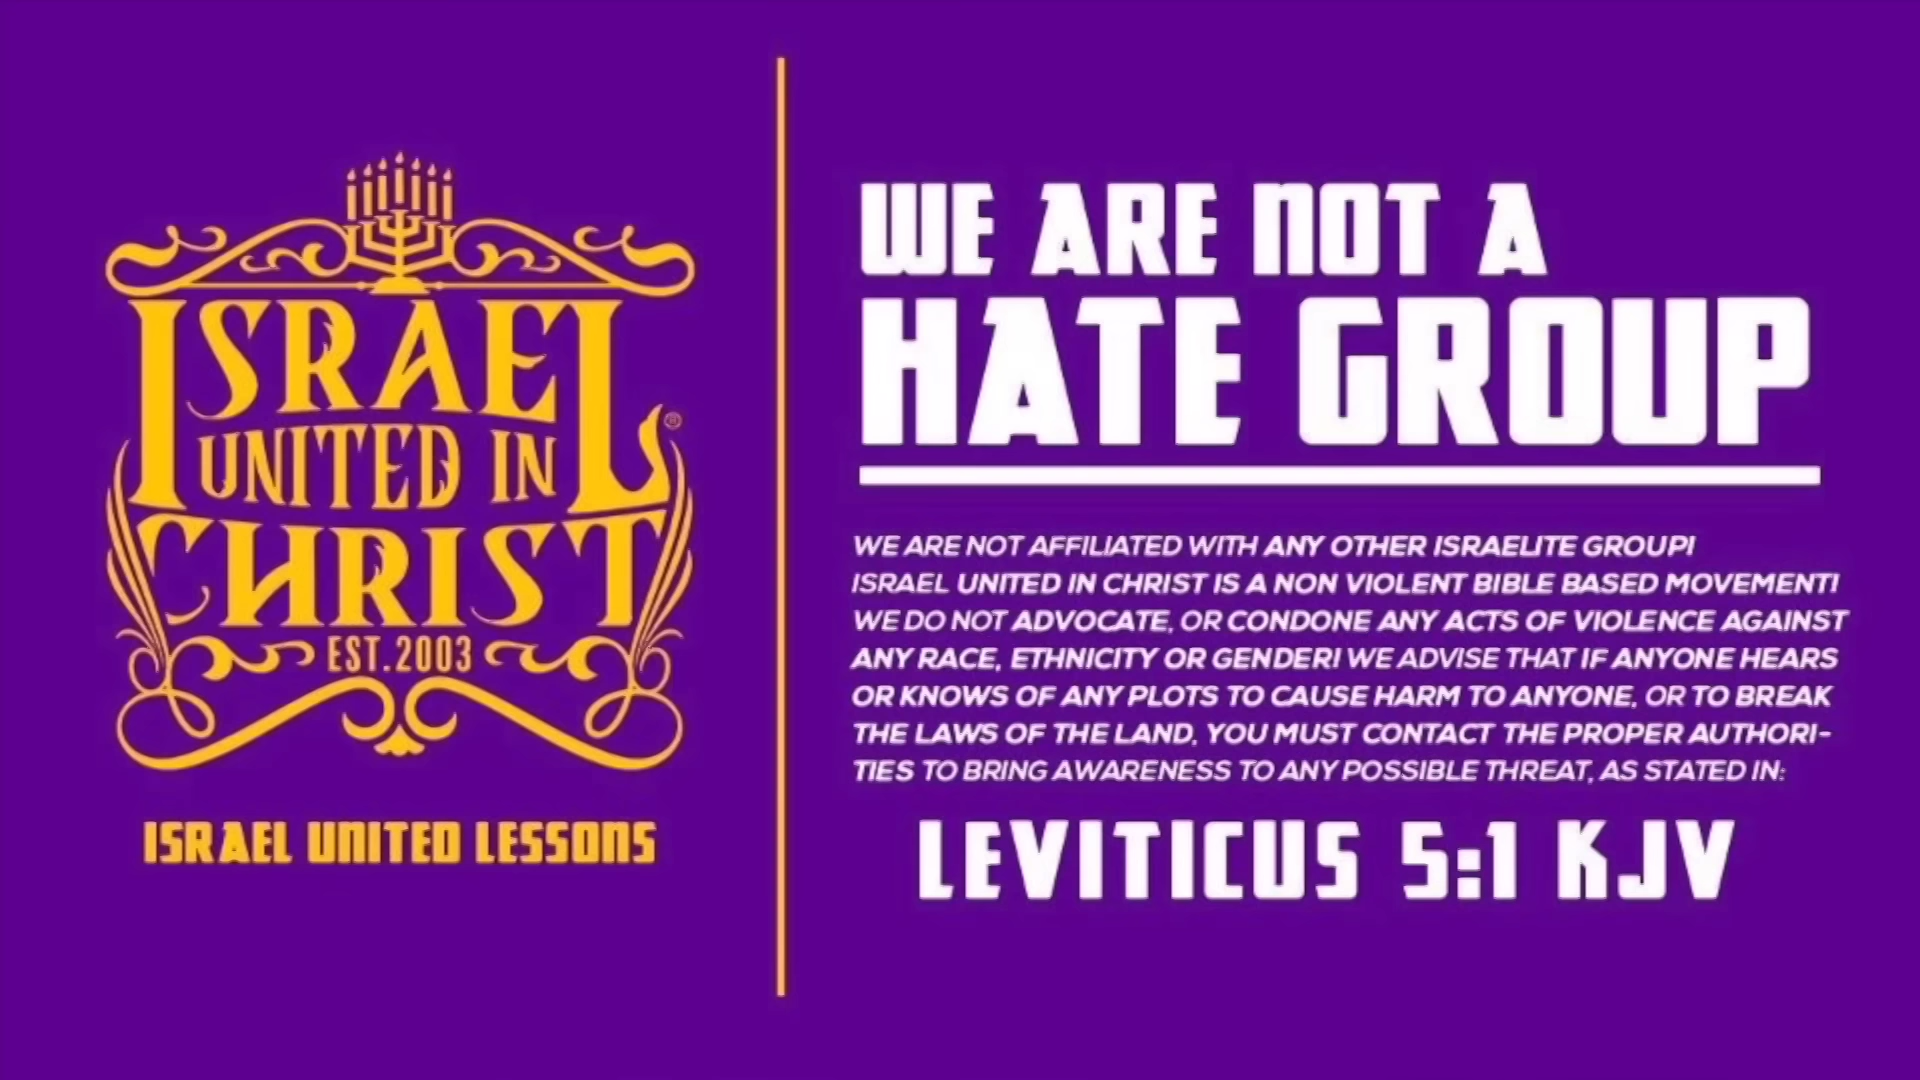 ISRAEL
UNITED IN
CHRIST
®
EST. 2003
ISRAEL UNITED LESSONS
WE ARE NOT A
HATE GROUP
WE ARE NOT AFFILIATED WITH ANY OTHER ISRAELITE GROUP!
ISRAEL UNITED IN CHRIST IS A NON VIOLENT BIBLE BASED MOVEMENT!
WE DO NOT ADVOCATE, OR CONDONE ANY ACTS OF VIOLENCE AGAINST
ANY RACE, ETHNICITY OR GENDER! WE ADVISE THAT IF ANYONE HEARS
OR KNOWS OF ANY PLOTS TO CAUSE HARM TO ANYONE, OR TO BREAK
THE LAWS OF THE LAND, YOU MUST CONTACT THE PROPER AUTHORI-
TIES TO BRING AWARENESS TO ANY POSSIBLE THREAT, AS STATED IN:
LEVITICUS 5:1 KJV